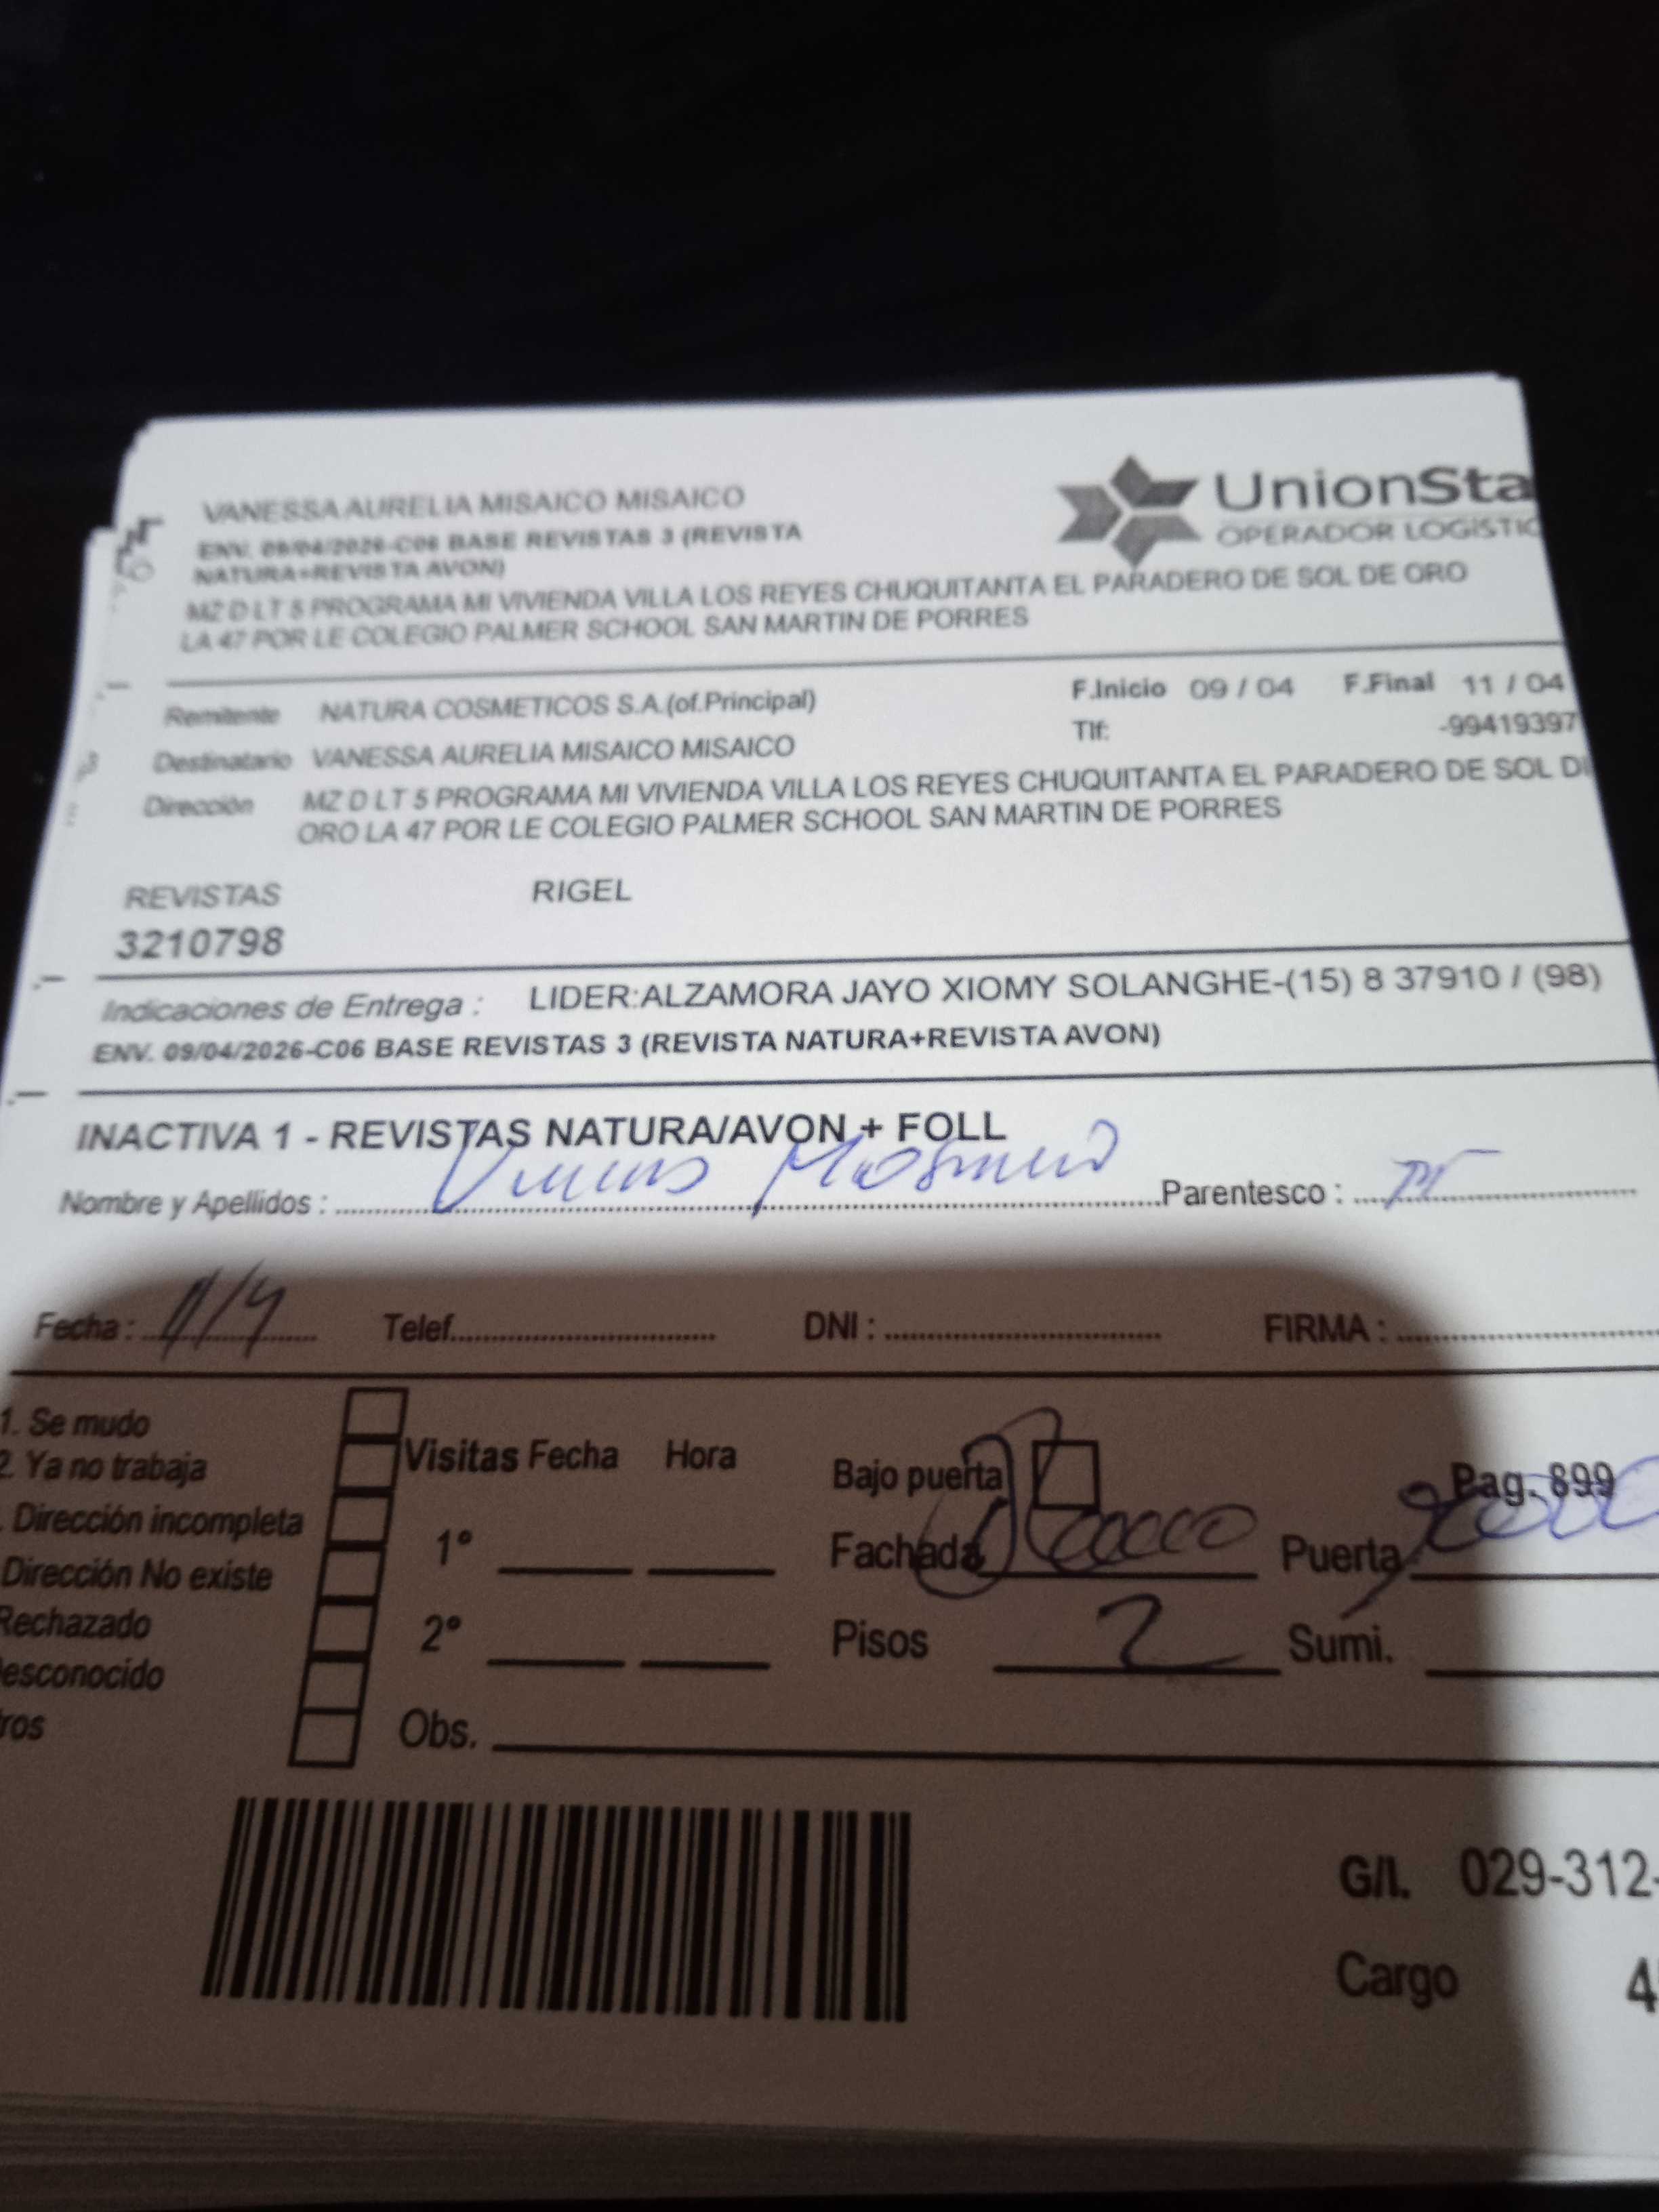 VANESSA AURELIA MISAICO MISAICO
UnionSta
ENV. 09/04/2026-C06 BASE REVISTAS 3 (REVISTA
NATURA+REVISTA AVON)
OPERADOR LOGISTIC
MZ D LT 5 PROGRAMA MI VIVIENDA VILLA LOS REYES CHUQUITANTA EL PARADERO DE SOL DE ORO
LA 47 POR LE COLEGIO PALMER SCHOOL SAN MARTIN DE PORRES
Remitente NATURA COSMETICOS S.A.(of.Principal) F.Inicio 09 / 04 F.Final 11 / 04
Tlf: -99419397
Destinatario VANESSA AURELIA MISAICO MISAICO
Dirección MZ D LT 5 PROGRAMA MI VIVIENDA VILLA LOS REYES CHUQUITANTA EL PARADERO DE SOL D
ORO LA 47 POR LE COLEGIO PALMER SCHOOL SAN MARTIN DE PORRES
REVISTAS RIGEL
3210798
Indicaciones de Entrega : LIDER:ALZAMORA JAYO XIOMY SOLANGHE-(15) 8 37910 / (98)
ENV. 09/04/2026-C06 BASE REVISTAS 3 (REVISTA NATURA+REVISTA AVON)
INACTIVA 1 - REVISTAS NATURA/AVON + FOLL
Nombre y Apellidos : Parentesco :
Fecha : 11/4 Telef. DNI : FIRMA :
1. Se mudo
2. Ya no trabaja
. Dirección incompleta
Dirección No existe
Rechazado
esconocido
ros
Visitas Fecha Hora
1°
2°
Obs.
Bajo puerta Pag. 899
Fachada Puerta
Pisos 2 Sumi.
G/I. 029-312-
Cargo 4